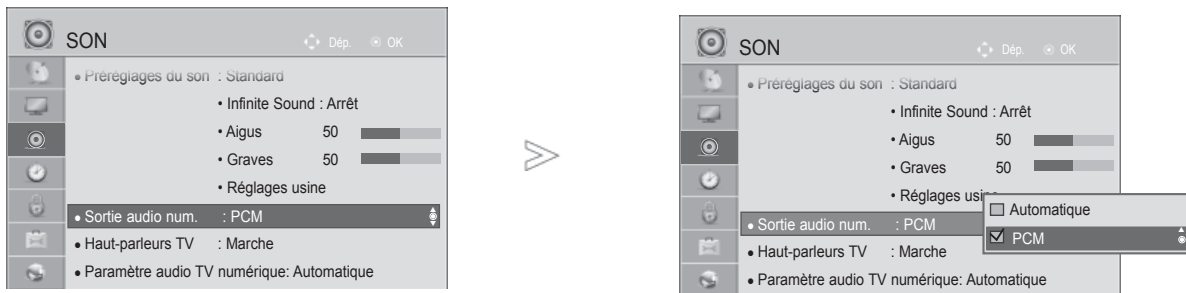 SON
Dép. OK
• Préréglages du son : Standard
• Infinite Sound : Arrêt
• Aigus 50
• Graves 50
• Réglages usine
• Sortie audio num. : PCM
• Haut-parleurs TV : Marche
• Paramètre audio TV numérique: Automatique
SON
Dép. OK
• Préréglages du son : Standard
• Infinite Sound : Arrêt
• Aigus 50
• Graves 50
• Réglages
• Sortie audio num. : PCM
• Haut-parleurs TV : Marche
• Paramètre audio TV numérique: Automatique
Automatique
PCM